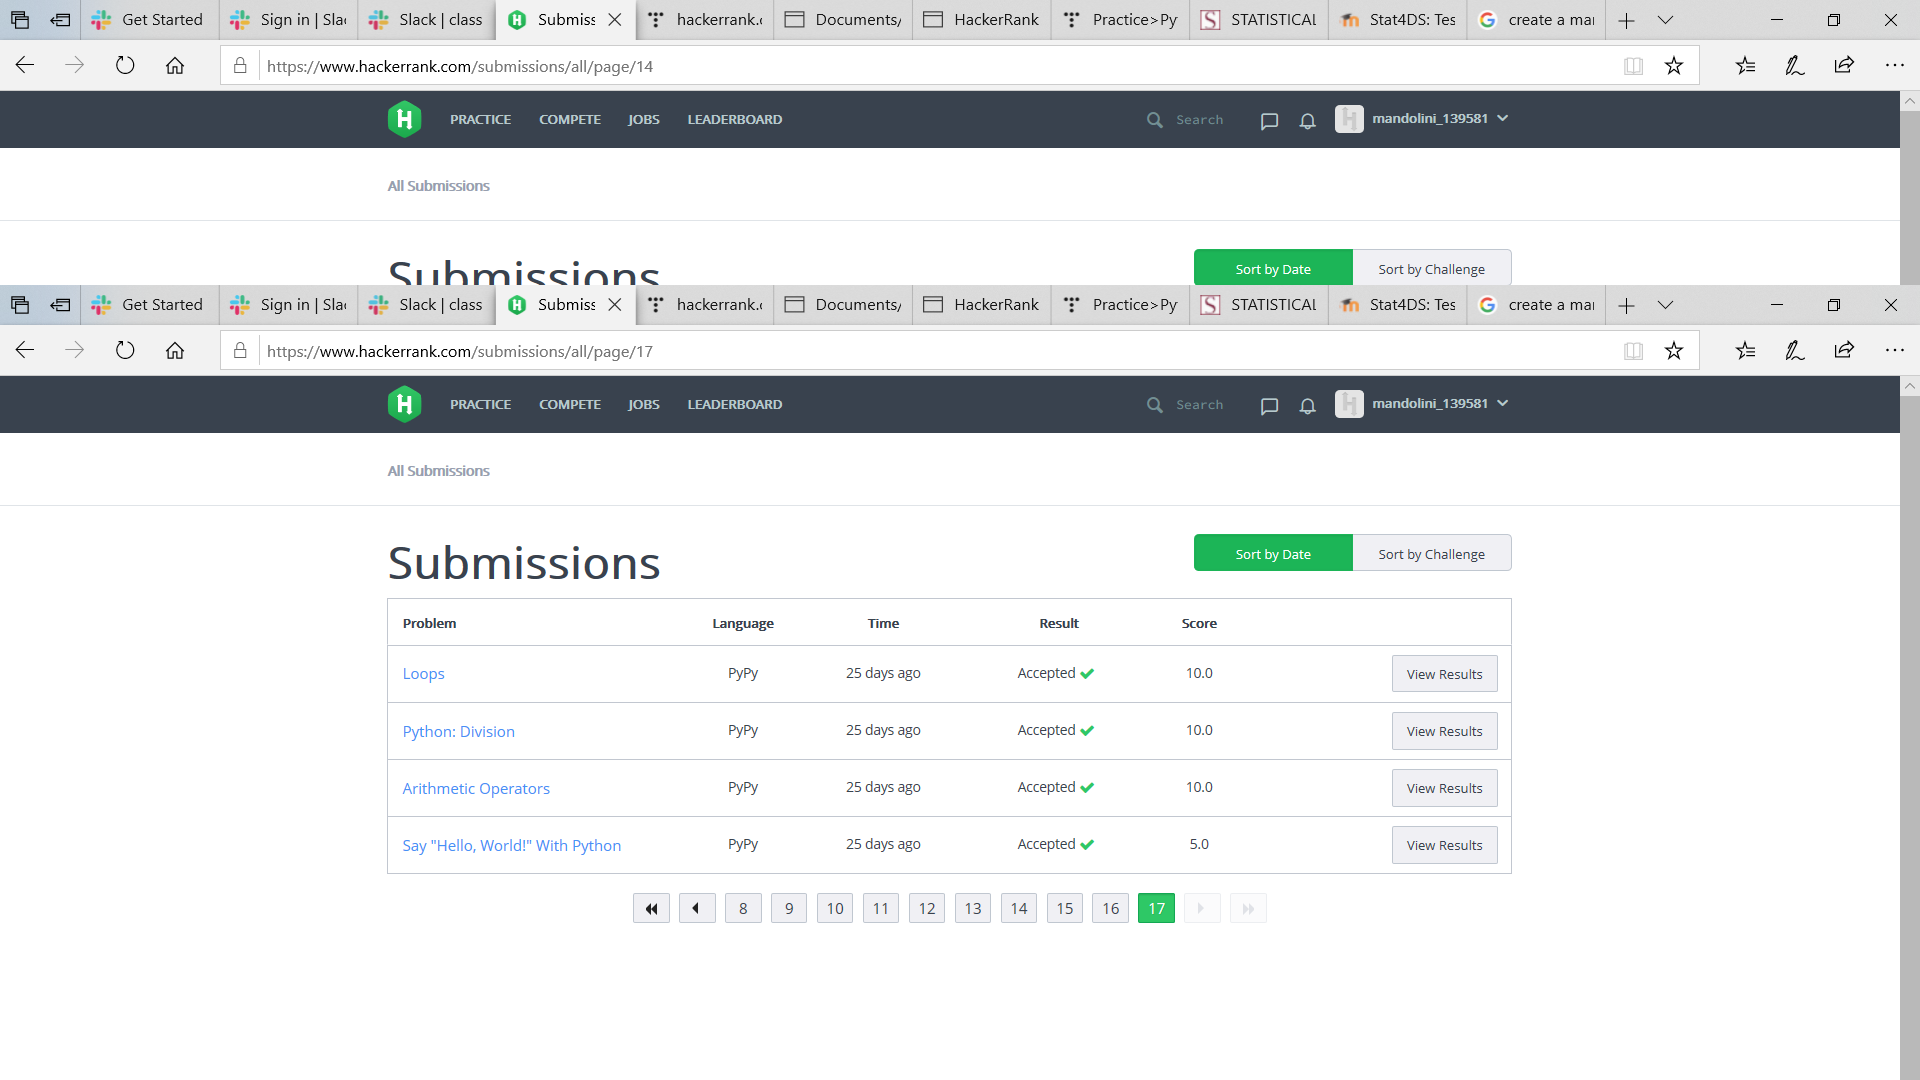 Get Started
Sign in | Sla
Slack | class
Submiss
hackerrank.c
Documents/
HackerRank
Practice>Py
STATISTICAL
Stat4DS: Tes
create a mar
https://www.hackerrank.com/submissions/all/page/14
PRACTICE COMPETE JOBS LEADERBOARD Search mandolini_139581
All Submissions
Submissions Sort by Date Sort by Challenge
Get Started
Sign in | Sla
Slack | class
Submiss
hackerrank.c
Documents/
HackerRank
Practice>Py
STATISTICAL
Stat4DS: Tes
create a mar
https://www.hackerrank.com/submissions/all/page/17
PRACTICE COMPETE JOBS LEADERBOARD Search mandolini_139581
All Submissions
Submissions Sort by Date Sort by Challenge
Problem Language Time Result Score
Loops PyPy 25 days ago Accepted 10.0 View Results
Python: Division PyPy 25 days ago Accepted 10.0 View Results
Arithmetic Operators PyPy 25 days ago Accepted 10.0 View Results
Say "Hello, World!" With Python PyPy 25 days ago Accepted 5.0 View Results
8 9 10 11 12 13 14 15 16 17